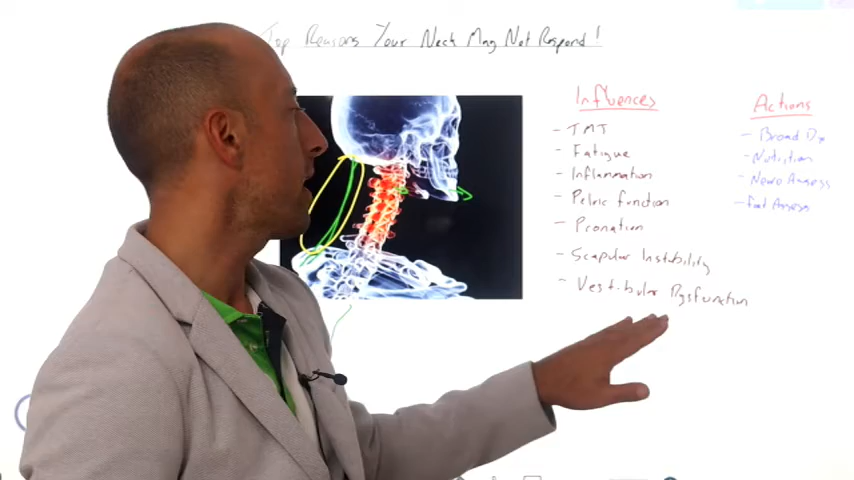 Top Reasons Your Neck May Not Respond!
Influences
- TMJ
- Fatigue
- Inflammation
- Pelvic function
- Pronation
- Scapular Instability
- Vestibular Dysfunction
Actions
- Broad Dx
- Nutrition
- Neuro Assess
- Foot Assess